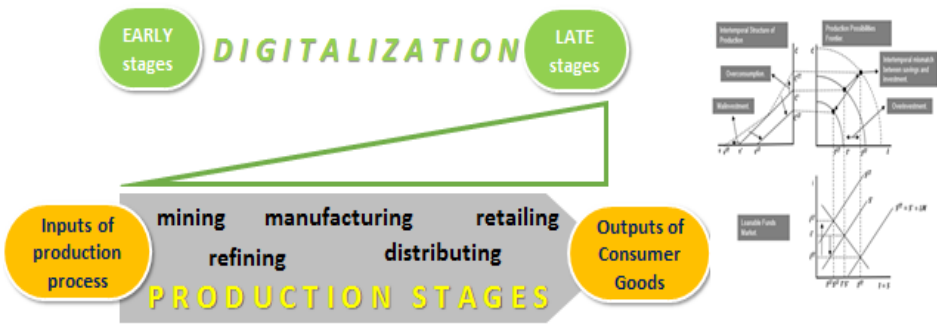 EARLY
stages
DIGITALIZATION
LATE
stages
Inputs of
production
process
mining
manufacturing
retailing
refining
distributing
PRODUCTION STAGES
Outputs of
Consumer
Goods
Intertemporal Structure of
Production
Production Possibilities
Frontier
Overconsumption
Intertemporal mismatch
between savings and
investment
Malinvestment
Overinvestment
Loanable Funds
Market